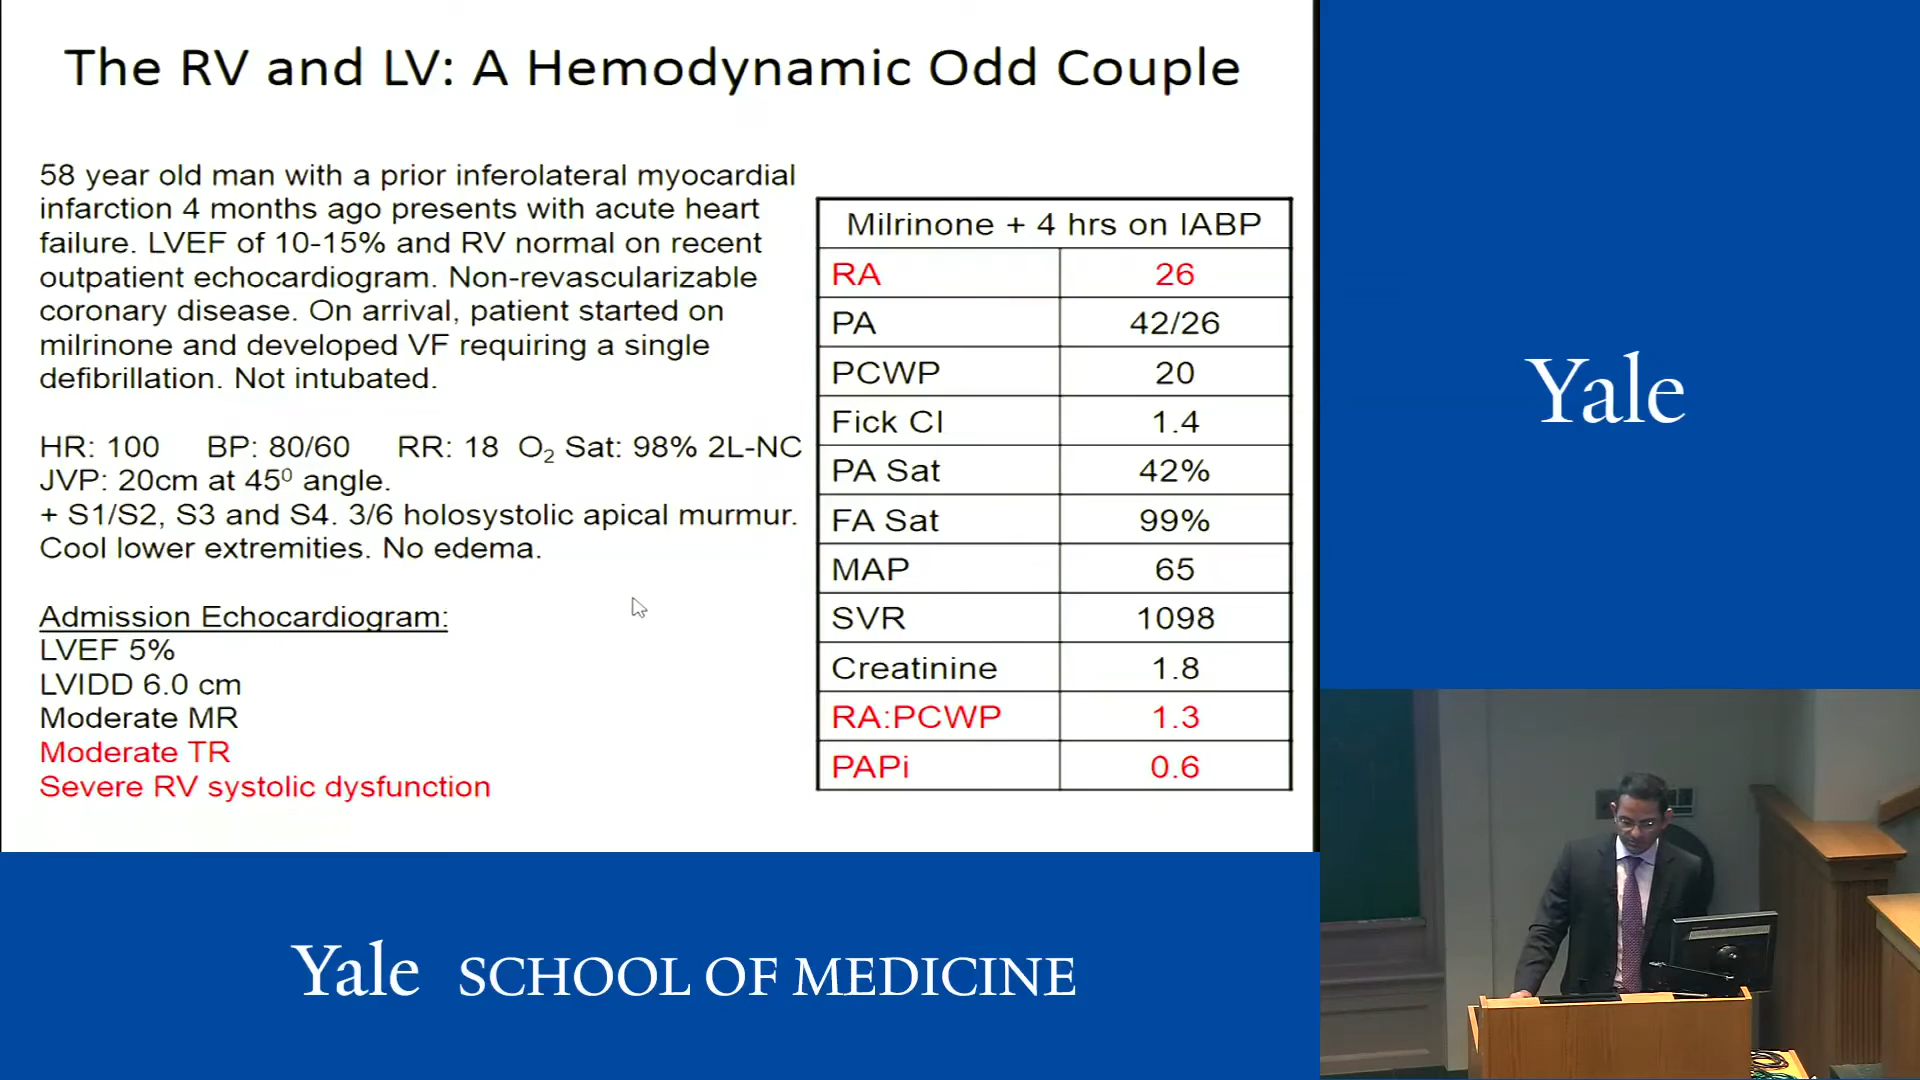 The RV and LV: A Hemodynamic Odd Couple
58 year old man with a prior inferolateral myocardial
infarction 4 months ago presents with acute heart
failure. LVEF of 10-15% and RV normal on recent
outpatient echocardiogram. Non-revascularizable
coronary disease. On arrival, patient started on
milrinone and developed VF requiring a single
defibrillation. Not intubated.
HR: 100 BP: 80/60 RR: 18 O₂ Sat: 98% 2L-NC
JVP: 20cm at 45⁰ angle.
+ S1/S2, S3 and S4. 3/6 holosystolic apical murmur.
Cool lower extremities. No edema.
Admission Echocardiogram:
LVEF 5%
LVIDD 6.0 cm
Moderate MR
Moderate TR
Severe RV systolic dysfunction
Milrinone + 4 hrs on IABP
RA 26
PA 42/26
PCWP 20
Fick CI 1.4
PA Sat 42%
FA Sat 99%
MAP 65
SVR 1098
Creatinine 1.8
RA:PCWP 1.3
PAPi 0.6
Yale
Yale SCHOOL OF MEDICINE